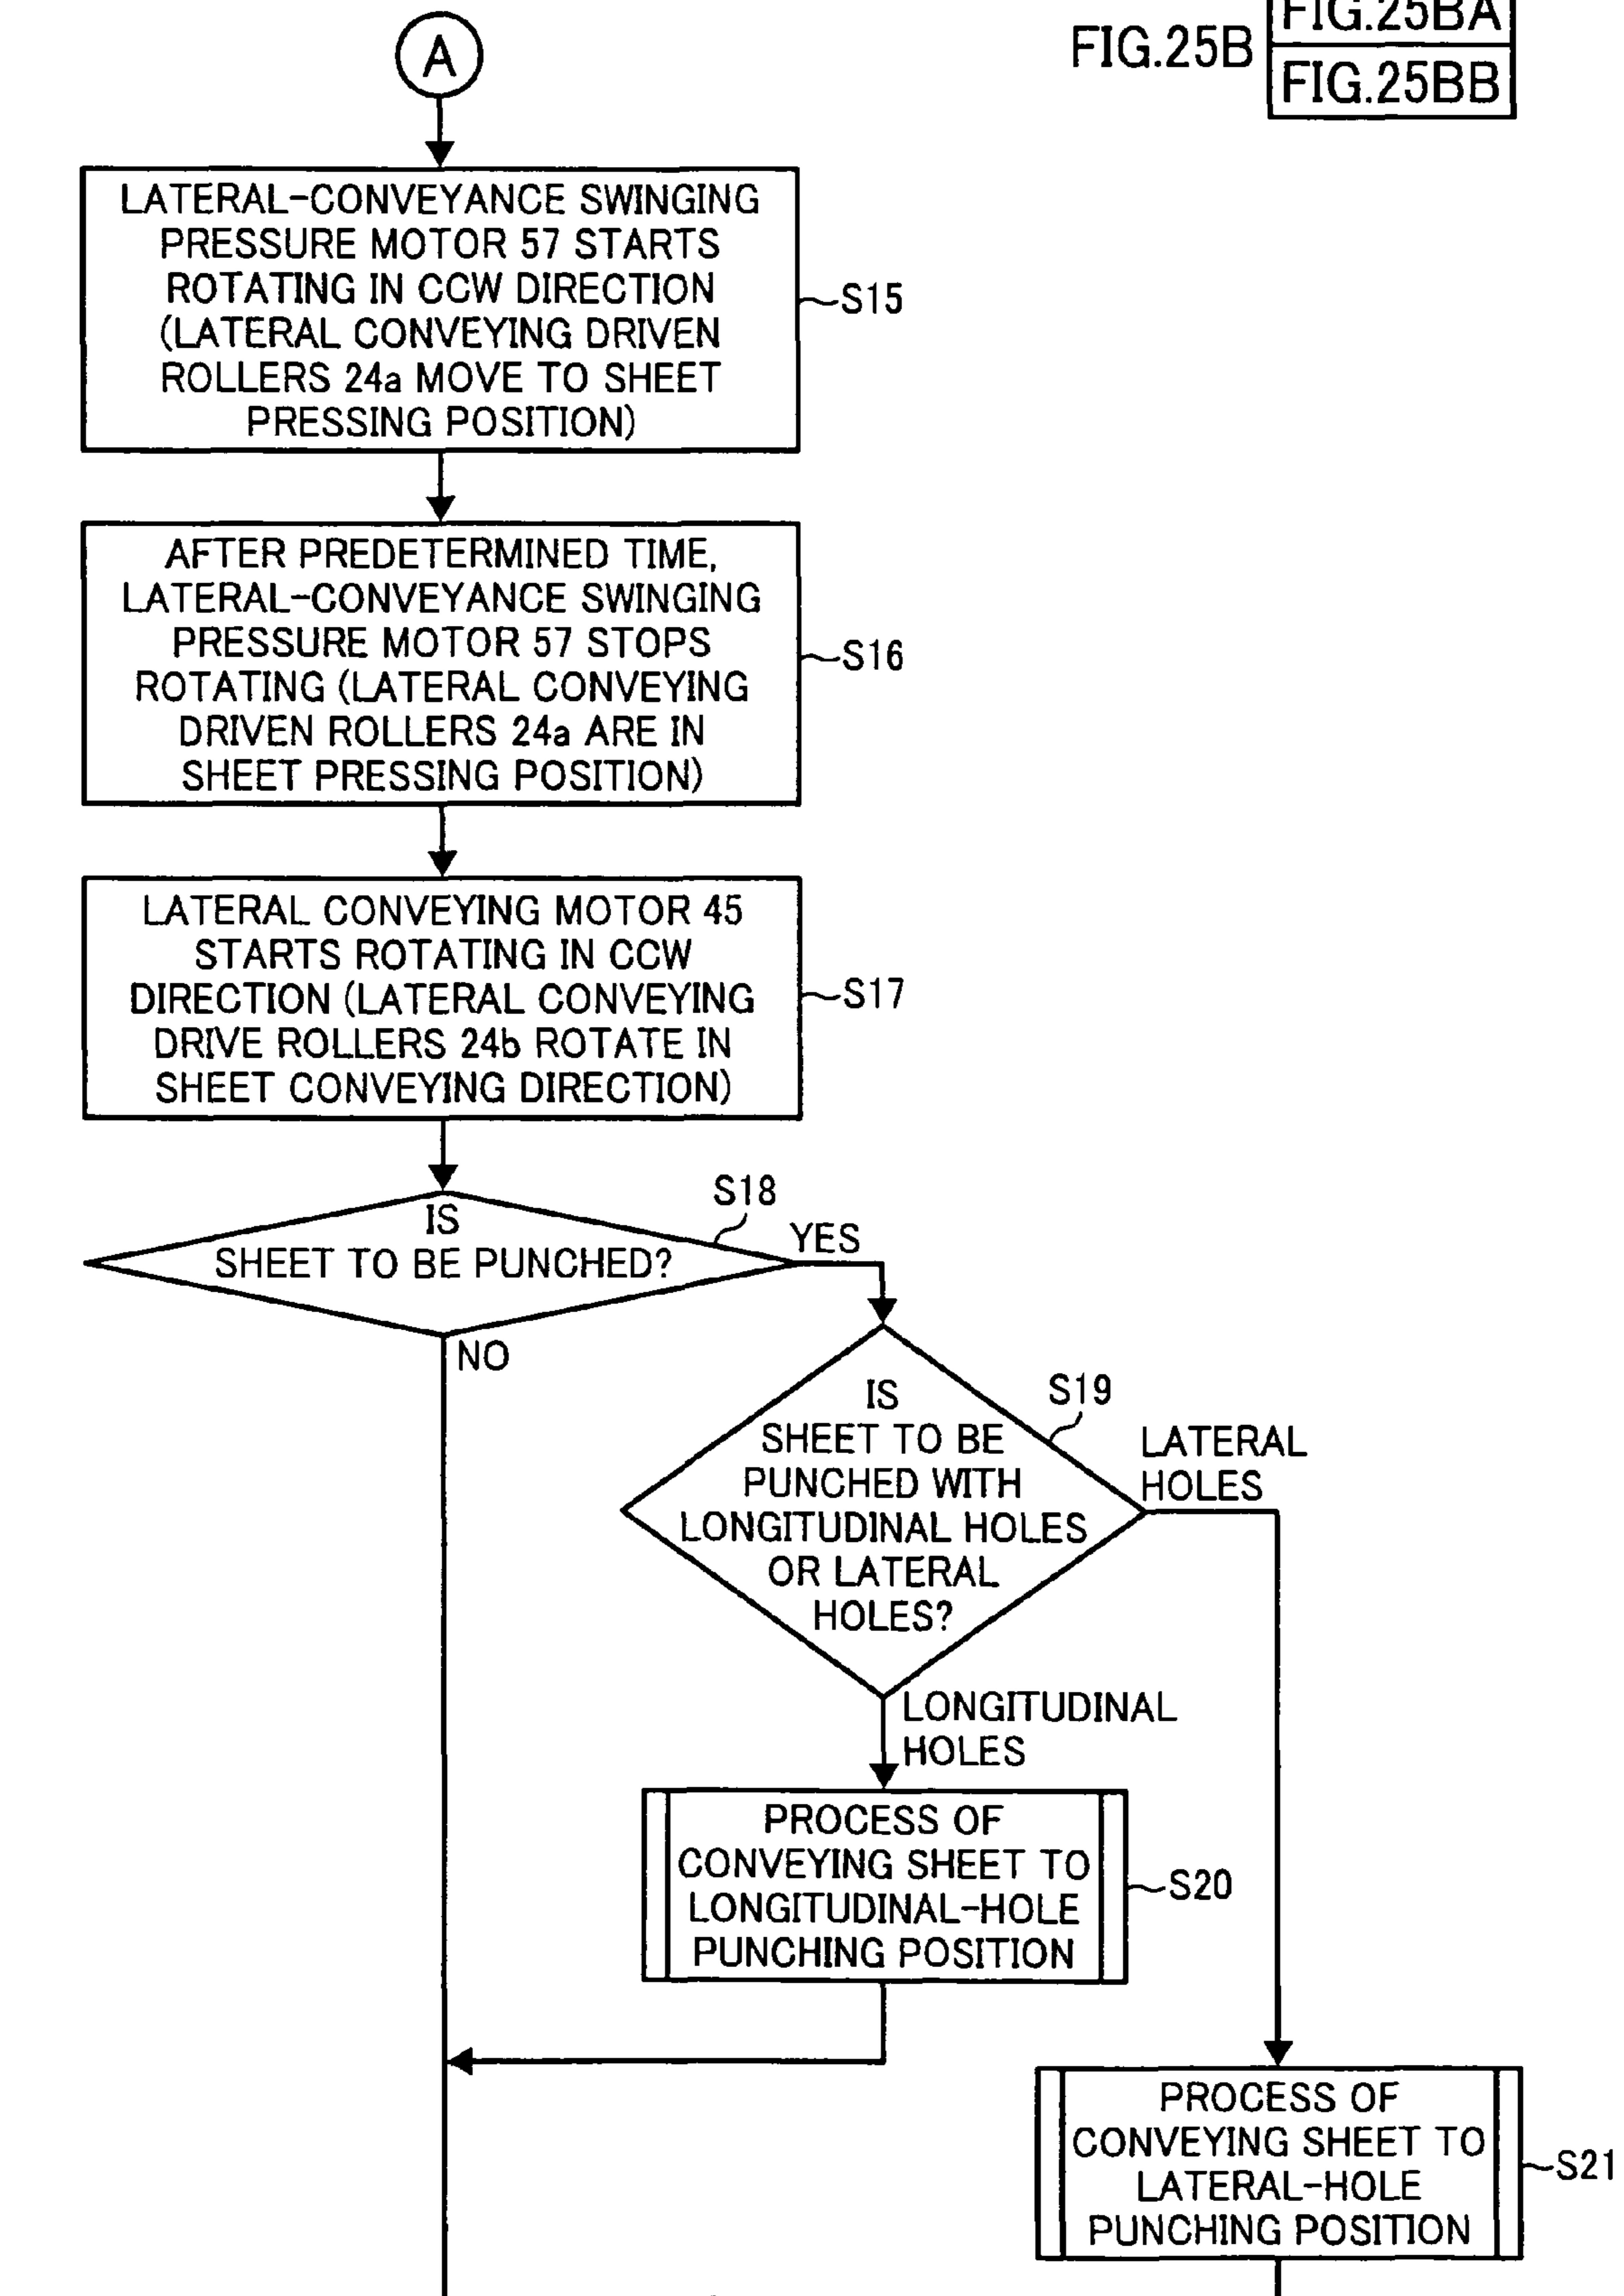 FIG.25B
FIG.25BA
FIG.25BB
A
LATERAL-CONVEYANCE SWINGING
PRESSURE MOTOR 57 STARTS
ROTATING IN CCW DIRECTION
(LATERAL CONVEYING DRIVEN
ROLLERS 24a MOVE TO SHEET
PRESSING POSITION)
S15
AFTER PREDETERMINED TIME,
LATERAL-CONVEYANCE SWINGING
PRESSURE MOTOR 57 STOPS
ROTATING (LATERAL CONVEYING
DRIVEN ROLLERS 24a ARE IN
SHEET PRESSING POSITION)
S16
LATERAL CONVEYING MOTOR 45
STARTS ROTATING IN CCW
DIRECTION (LATERAL CONVEYING
DRIVE ROLLERS 24b ROTATE IN
SHEET CONVEYING DIRECTION)
S17
IS
SHEET TO BE PUNCHED?
S18
YES
NO
IS
SHEET TO BE
PUNCHED WITH
LONGITUDINAL HOLES
OR LATERAL
HOLES?
S19
LATERAL
HOLES
LONGITUDINAL
HOLES
PROCESS OF
CONVEYING SHEET TO
LONGITUDINAL-HOLE
PUNCHING POSITION
S20
PROCESS OF
CONVEYING SHEET TO
LATERAL-HOLE
PUNCHING POSITION
S21